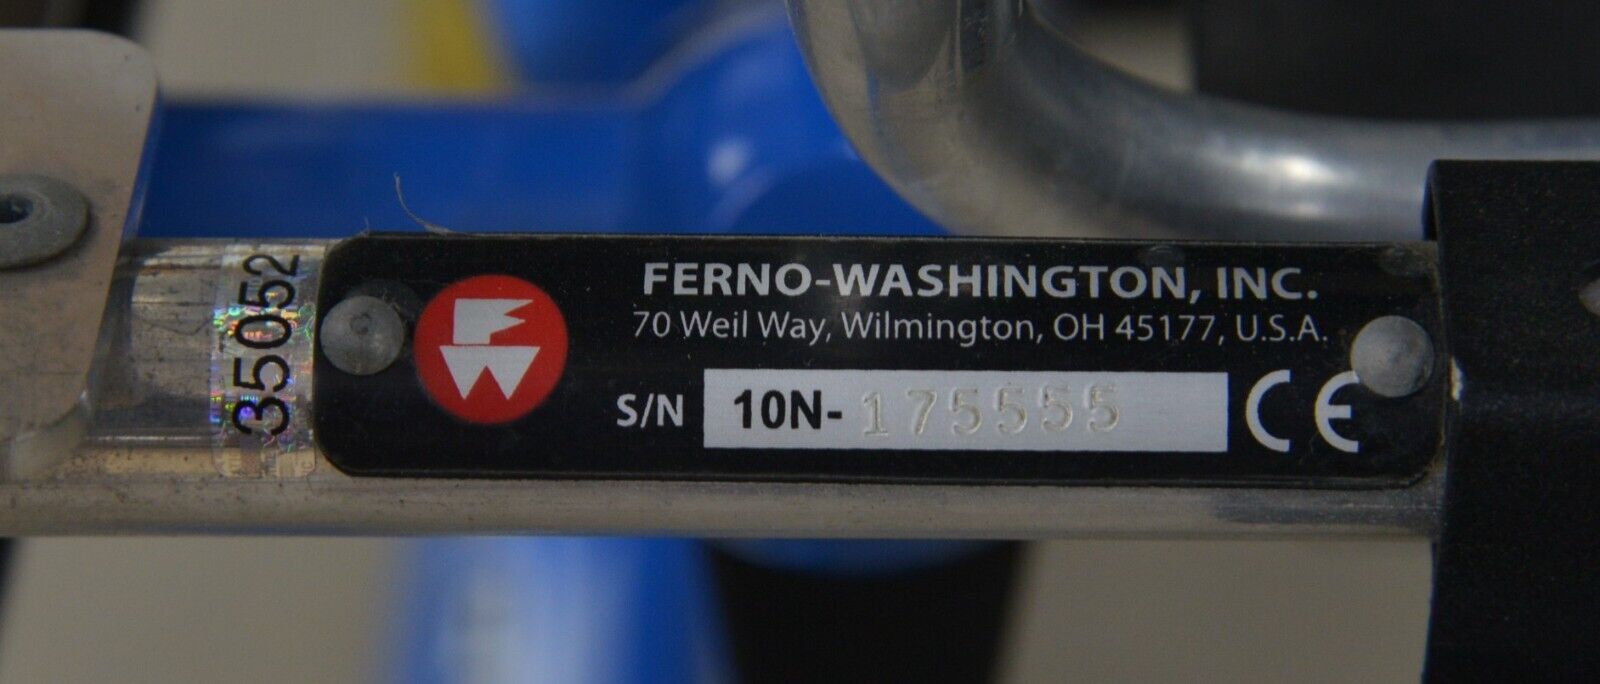 35052
FERNO-WASHINGTON, INC.
70 Weil Way, Wilmington, OH 45177, U.S.A.
S/N 10N-175555 CE